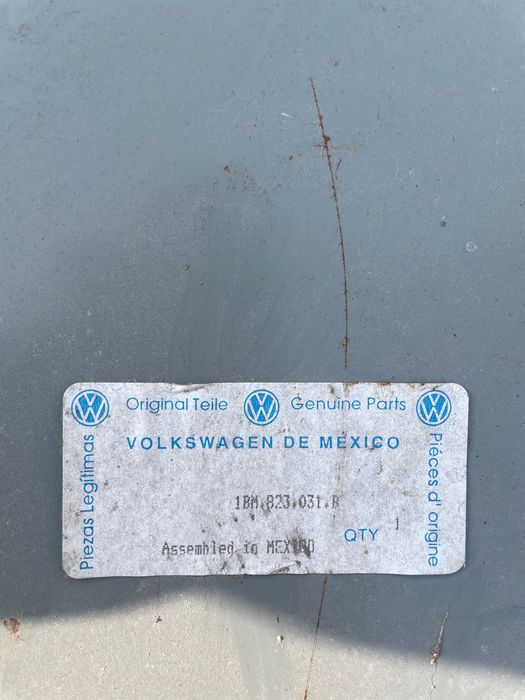 Original Teile
Genuine Parts
VOLKSWAGEN DE MEXICO
Piezas Legítimas
1BM.823.031.B
Assembled in MEXICO
QTY 1
Pièces d' origine